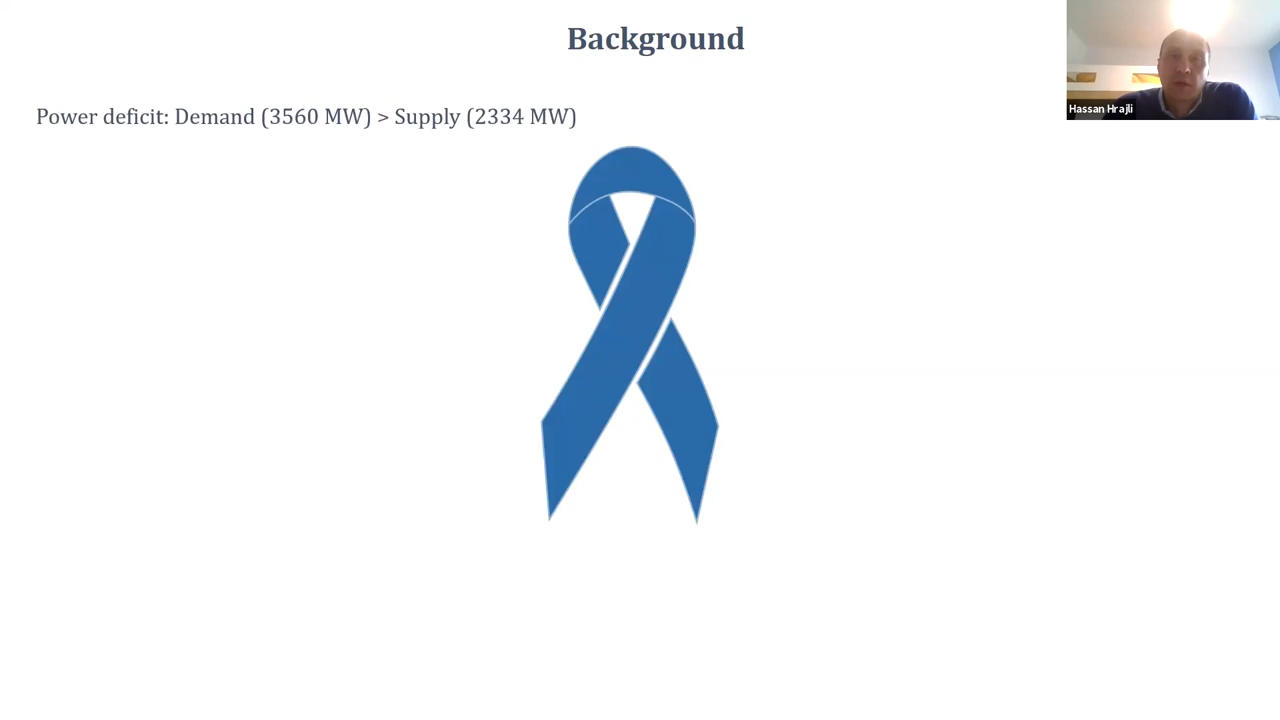 Background
Hassan Hrajli
Power deficit: Demand (3560 MW) > Supply (2334 MW)